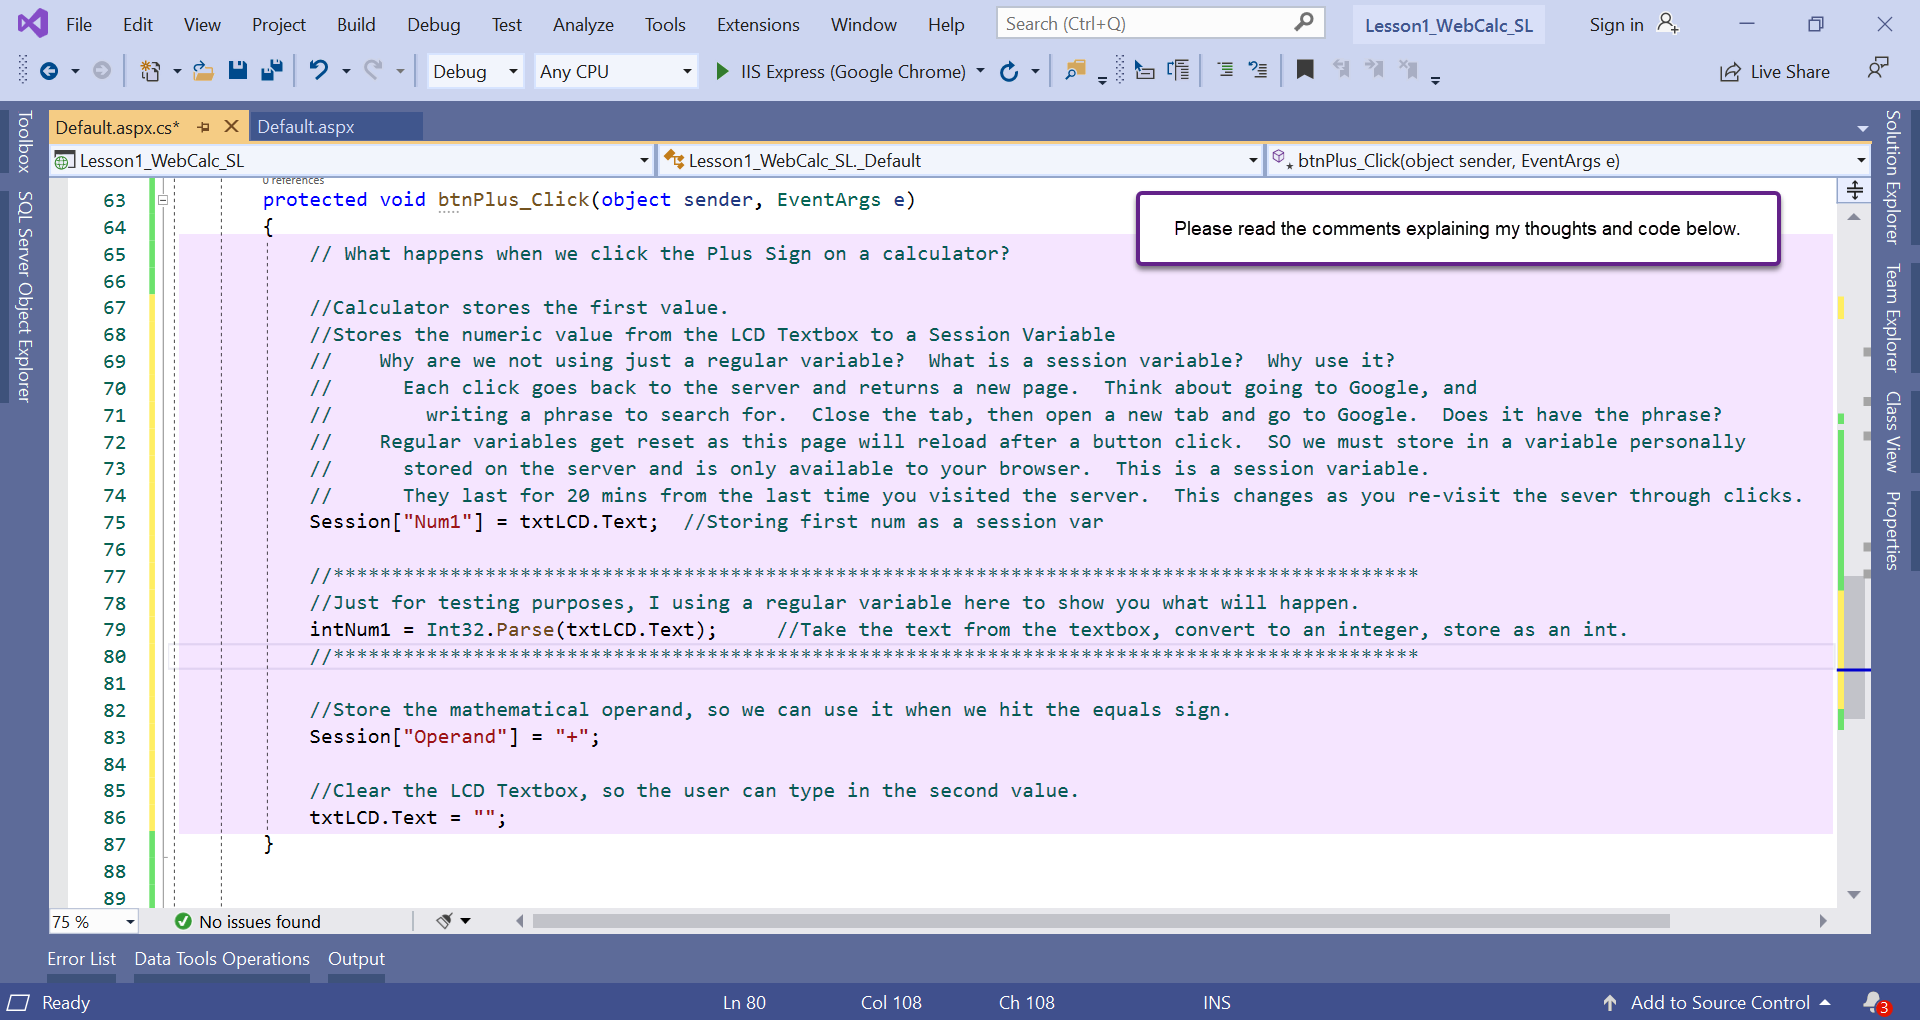 File Edit View Project Build Debug Test Analyze Tools Extensions Window Help Search (Ctrl+Q) Lesson1_WebCalc_SL Sign in
Debug Any CPU IIS Express (Google Chrome) Live Share
Default.aspx.cs* Default.aspx
Lesson1_WebCalc_SL Lesson1_WebCalc_SL._Default btnPlus_Click(object sender, EventArgs e)
Toolbox
SQL Server Object Explorer
Solution Explorer
Team Explorer
Class View
Properties
Please read the comments explaining my thoughts and code below.
0 references
63 protected void btnPlus_Click(object sender, EventArgs e)
64 {
65 // What happens when we click the Plus Sign on a calculator?
66
67 //Calculator stores the first value.
68 //Stores the numeric value from the LCD Textbox to a Session Variable
69 // Why are we not using just a regular variable? What is a session variable? Why use it?
70 // Each click goes back to the server and returns a new page. Think about going to Google, and
71 // writing a phrase to search for. Close the tab, then open a new tab and go to Google. Does it have the phrase?
72 // Regular variables get reset as this page will reload after a button click. SO we must store in a variable personally
73 // stored on the server and is only available to your browser. This is a session variable.
74 // They last for 20 mins from the last time you visited the server. This changes as you re-visit the sever through clicks.
75 Session["Num1"] = txtLCD.Text; //Storing first num as a session var
76
77 //*********************************************************************************************
78 //Just for testing purposes, I using a regular variable here to show you what will happen.
79 intNum1 = Int32.Parse(txtLCD.Text); //Take the text from the textbox, convert to an integer, store as an int.
80 //*********************************************************************************************
81
82 //Store the mathematical operand, so we can use it when we hit the equals sign.
83 Session["Operand"] = "+";
84
85 //Clear the LCD Textbox, so the user can type in the second value.
86 txtLCD.Text = "";
87 }
88
89
75 % No issues found
Error List Data Tools Operations Output
Ready Ln 80 Col 108 Ch 108 INS Add to Source Control 3